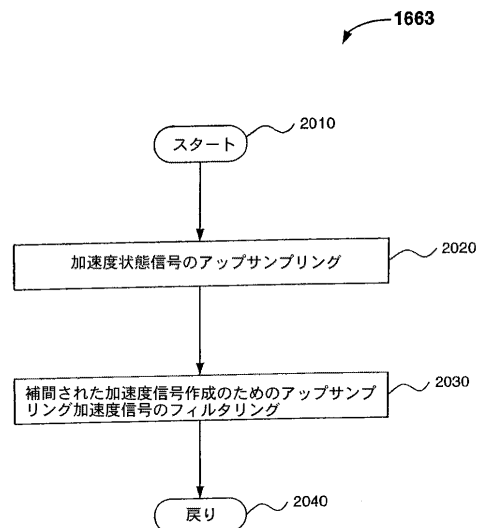 1663
スタート
2010
加速度状態信号のアップサンプリング
2020
補間された加速度信号作成のためのアップサンプ
リング加速度信号のフィルタリング
2030
戻り
2040